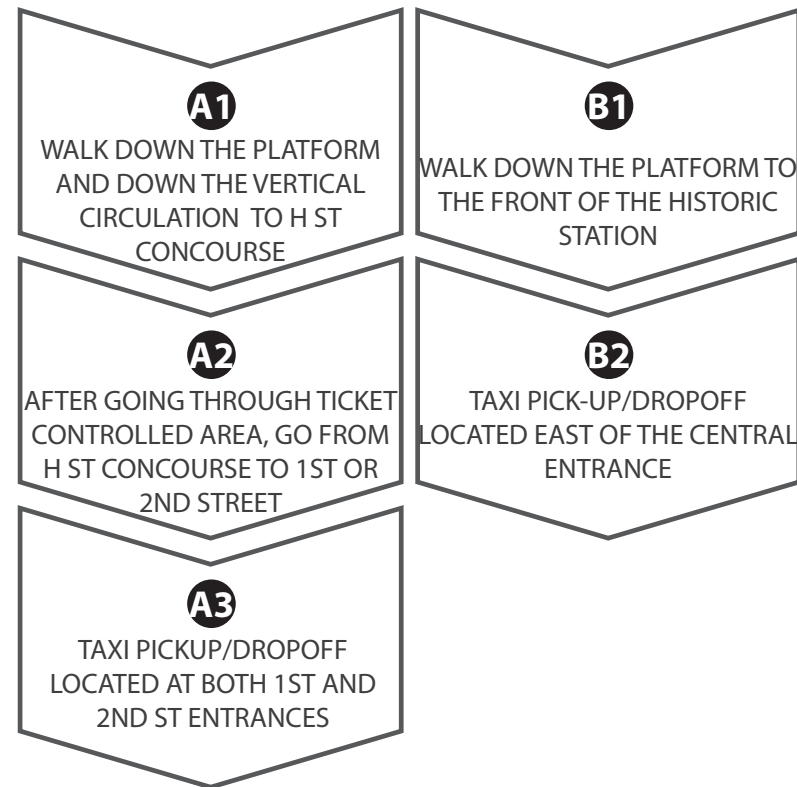 A1
WALK DOWN THE PLATFORM
AND DOWN THE VERTICAL
CIRCULATION TO H ST
CONCOURSE
A2
AFTER GOING THROUGH TICKET
CONTROLLED AREA, GO FROM
H ST CONCOURSE TO 1ST OR
2ND STREET
A3
TAXI PICKUP/DROPOFF
LOCATED AT BOTH 1ST AND
2ND ST ENTRANCES
B1
WALK DOWN THE PLATFORM TO
THE FRONT OF THE HISTORIC
STATION
B2
TAXI PICK-UP/DROPOFF
LOCATED EAST OF THE CENTRAL
ENTRANCE